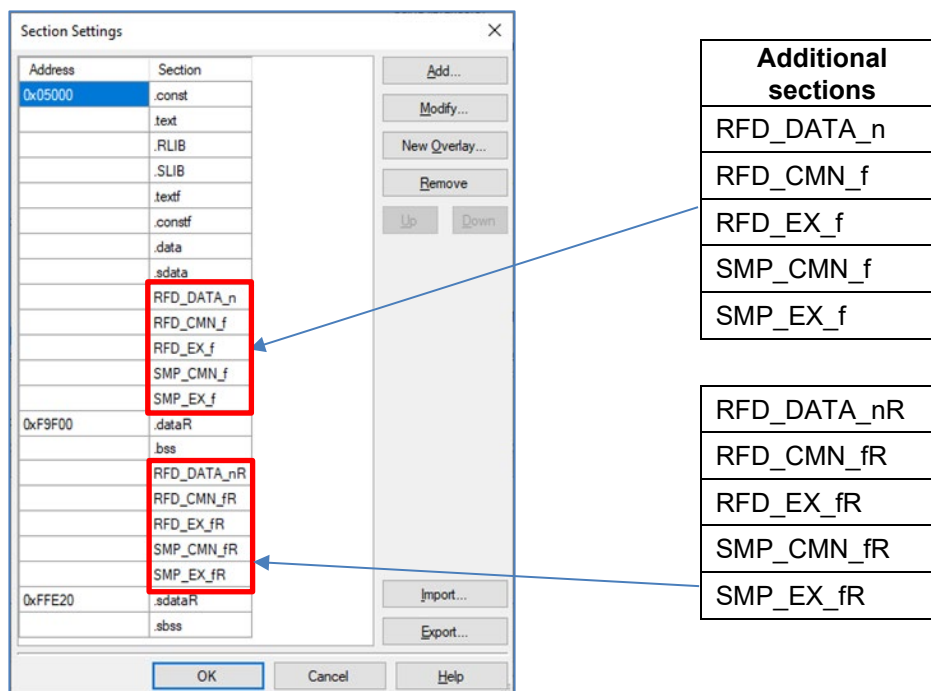 Section Settings
Address Section
0x05000 .const
.text
.RLIB
.SLIB
.textf
.constf
.data
.sdata
RFD_DATA_n
RFD_CMN_f
RFD_EX_f
SMP_CMN_f
SMP_EX_f
0xF9F00 .dataR
.bss
RFD_DATA_nR
RFD_CMN_fR
RFD_EX_fR
SMP_CMN_fR
SMP_EX_fR
0xFFE20 .sdataR
.sbss
Add...
Modify...
New Overlay...
Remove
Up Down
Import...
Export...
OK Cancel Help
Additional
sections
RFD_DATA_n
RFD_CMN_f
RFD_EX_f
SMP_CMN_f
SMP_EX_f
RFD_DATA_nR
RFD_CMN_fR
RFD_EX_fR
SMP_CMN_fR
SMP_EX_fR